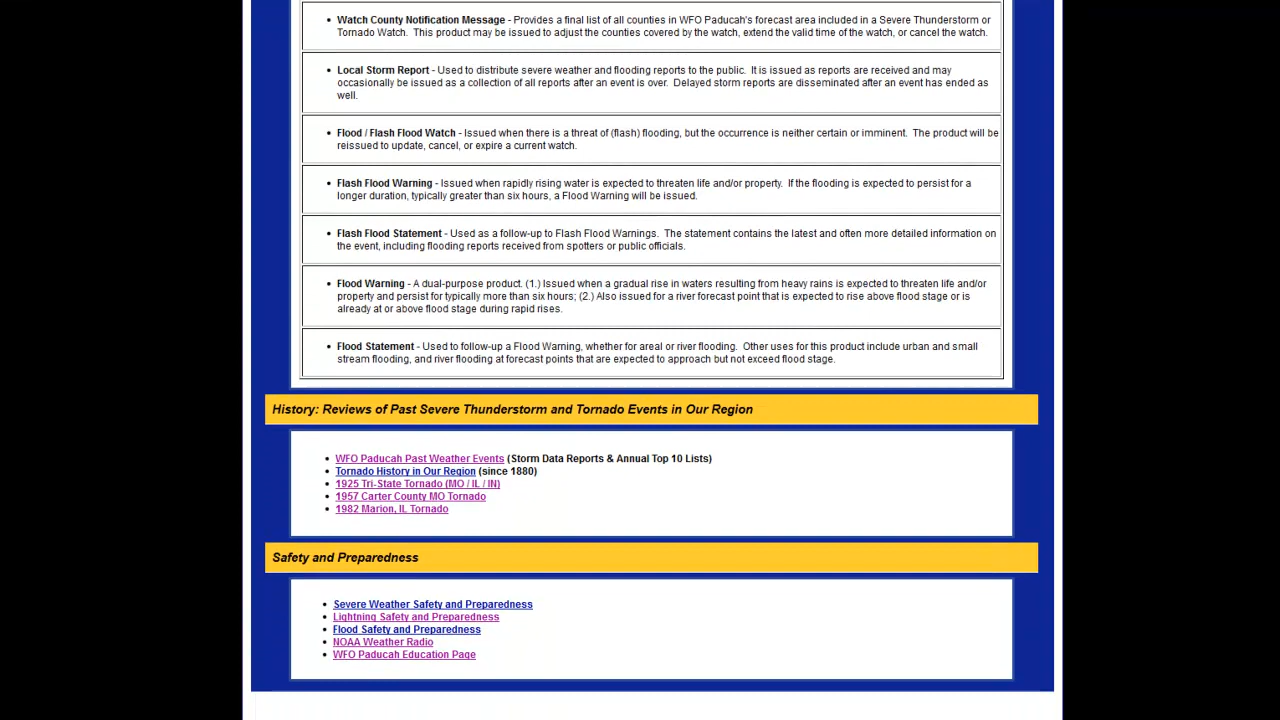 • Watch County Notification Message - Provides a final list of all counties in WFO Paducah's forecast area included in a Severe Thunderstorm or
Tornado Watch. This product may be issued to adjust the counties covered by the watch, extend the valid time of the watch, or cancel the watch.
• Local Storm Report - Used to distribute severe weather and flooding reports to the public. It is issued as reports are received and may
occasionally be issued as a collection of all reports after an event is over. Delayed storm reports are disseminated after an event has ended as
well.
• Flood / Flash Flood Watch - Issued when there is a threat of (flash) flooding, but the occurrence is neither certain or imminent. The product will be
reissued to update, cancel, or expire a current watch.
• Flash Flood Warning - Issued when rapidly rising water is expected to threaten life and/or property. If the flooding is expected to persist for a
longer duration, typically greater than six hours, a Flood Warning will be issued.
• Flash Flood Statement - Used as a follow-up to Flash Flood Warnings. The statement contains the latest and often more detailed information on
the event, including flooding reports received from spotters or public officials.
• Flood Warning - A dual-purpose product. (1.) Issued when a gradual rise in waters resulting from heavy rains is expected to threaten life and/or
property and persist for typically more than six hours; (2.) Also issued for a river forecast point that is expected to rise above flood stage or is
already at or above flood stage during rapid rises.
• Flood Statement - Used to follow-up a Flood Warning, whether for areal or river flooding. Other uses for this product include urban and small
stream flooding, and river flooding at forecast points that are expected to approach but not exceed flood stage.
History: Reviews of Past Severe Thunderstorm and Tornado Events in Our Region
• WFO Paducah Past Weather Events (Storm Data Reports & Annual Top 10 Lists)
• Tornado History in Our Region (since 1880)
• 1925 Tri-State Tornado (MO / IL / IN)
• 1957 Carter County MO Tornado
• 1982 Marion, IL Tornado
Safety and Preparedness
• Severe Weather Safety and Preparedness
• Lightning Safety and Preparedness
• Flood Safety and Preparedness
• NOAA Weather Radio
• WFO Paducah Education Page